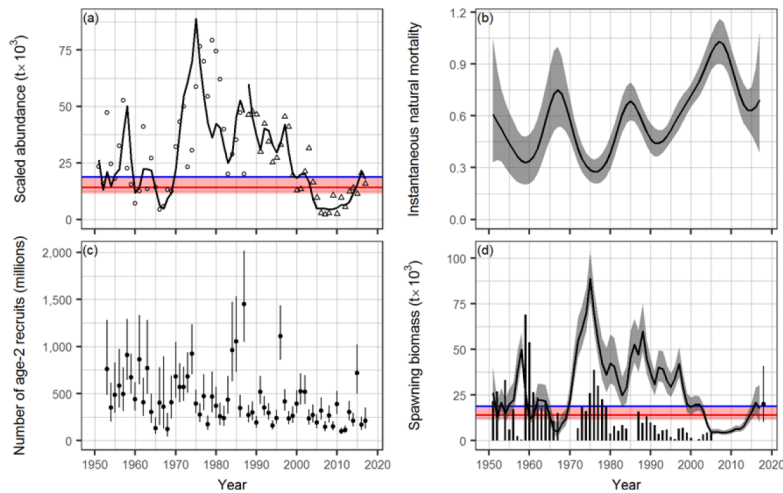 (a)
Scaled abundance (t×10³)
75
50
25
0
(b)
Instantaneous natural mortality
1.2
0.9
0.6
0.3
0.0
(c)
Number of age-2 recruits (millions)
2,000
1,500
1,000
500
0
1950 1960 1970 1980 1990 2000 2010 2020
Year
(d)
Spawning biomass (t×10³)
100
75
50
25
0
1950 1960 1970 1980 1990 2000 2010 2020
Year